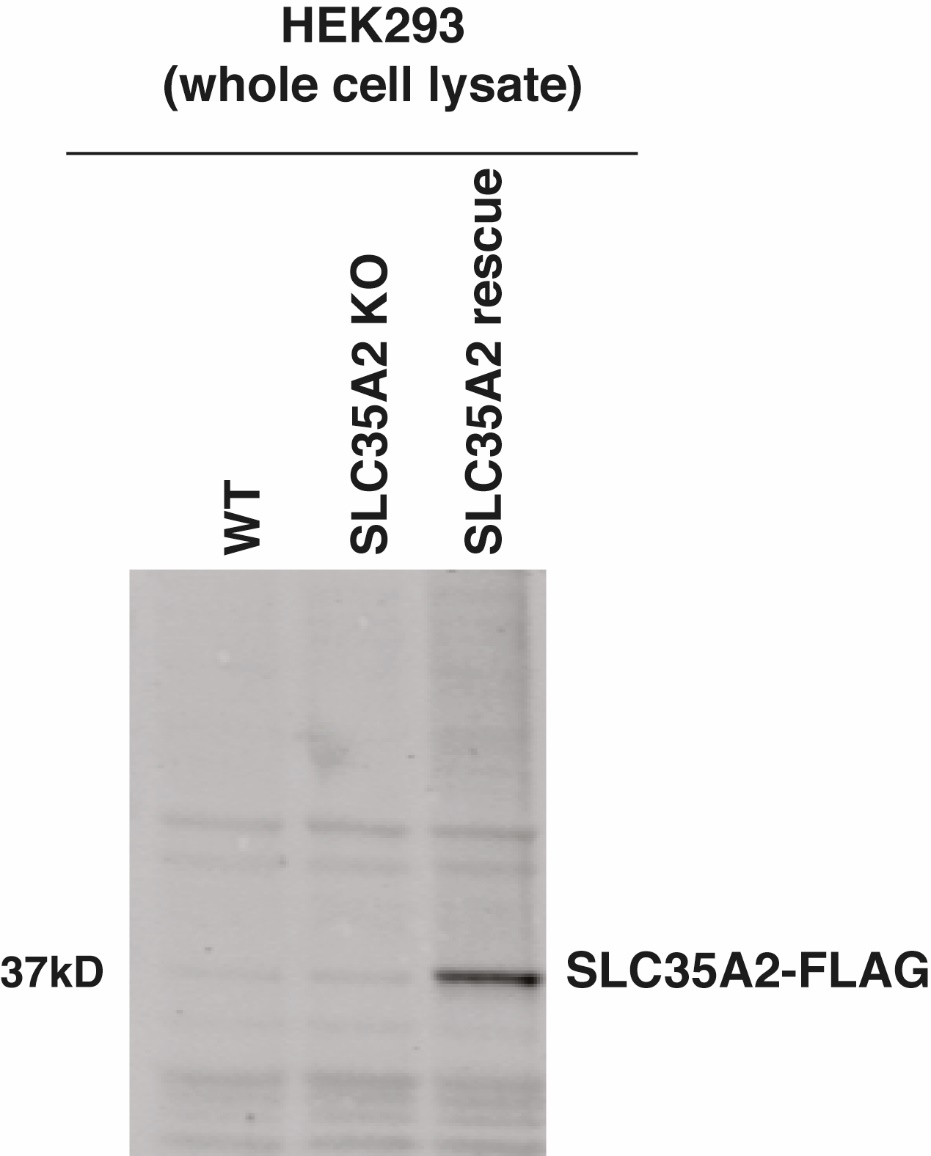 HEK293
(whole cell lysate)
WT
SLC35A2 KO
SLC35A2 rescue
37kD
SLC35A2-FLAG